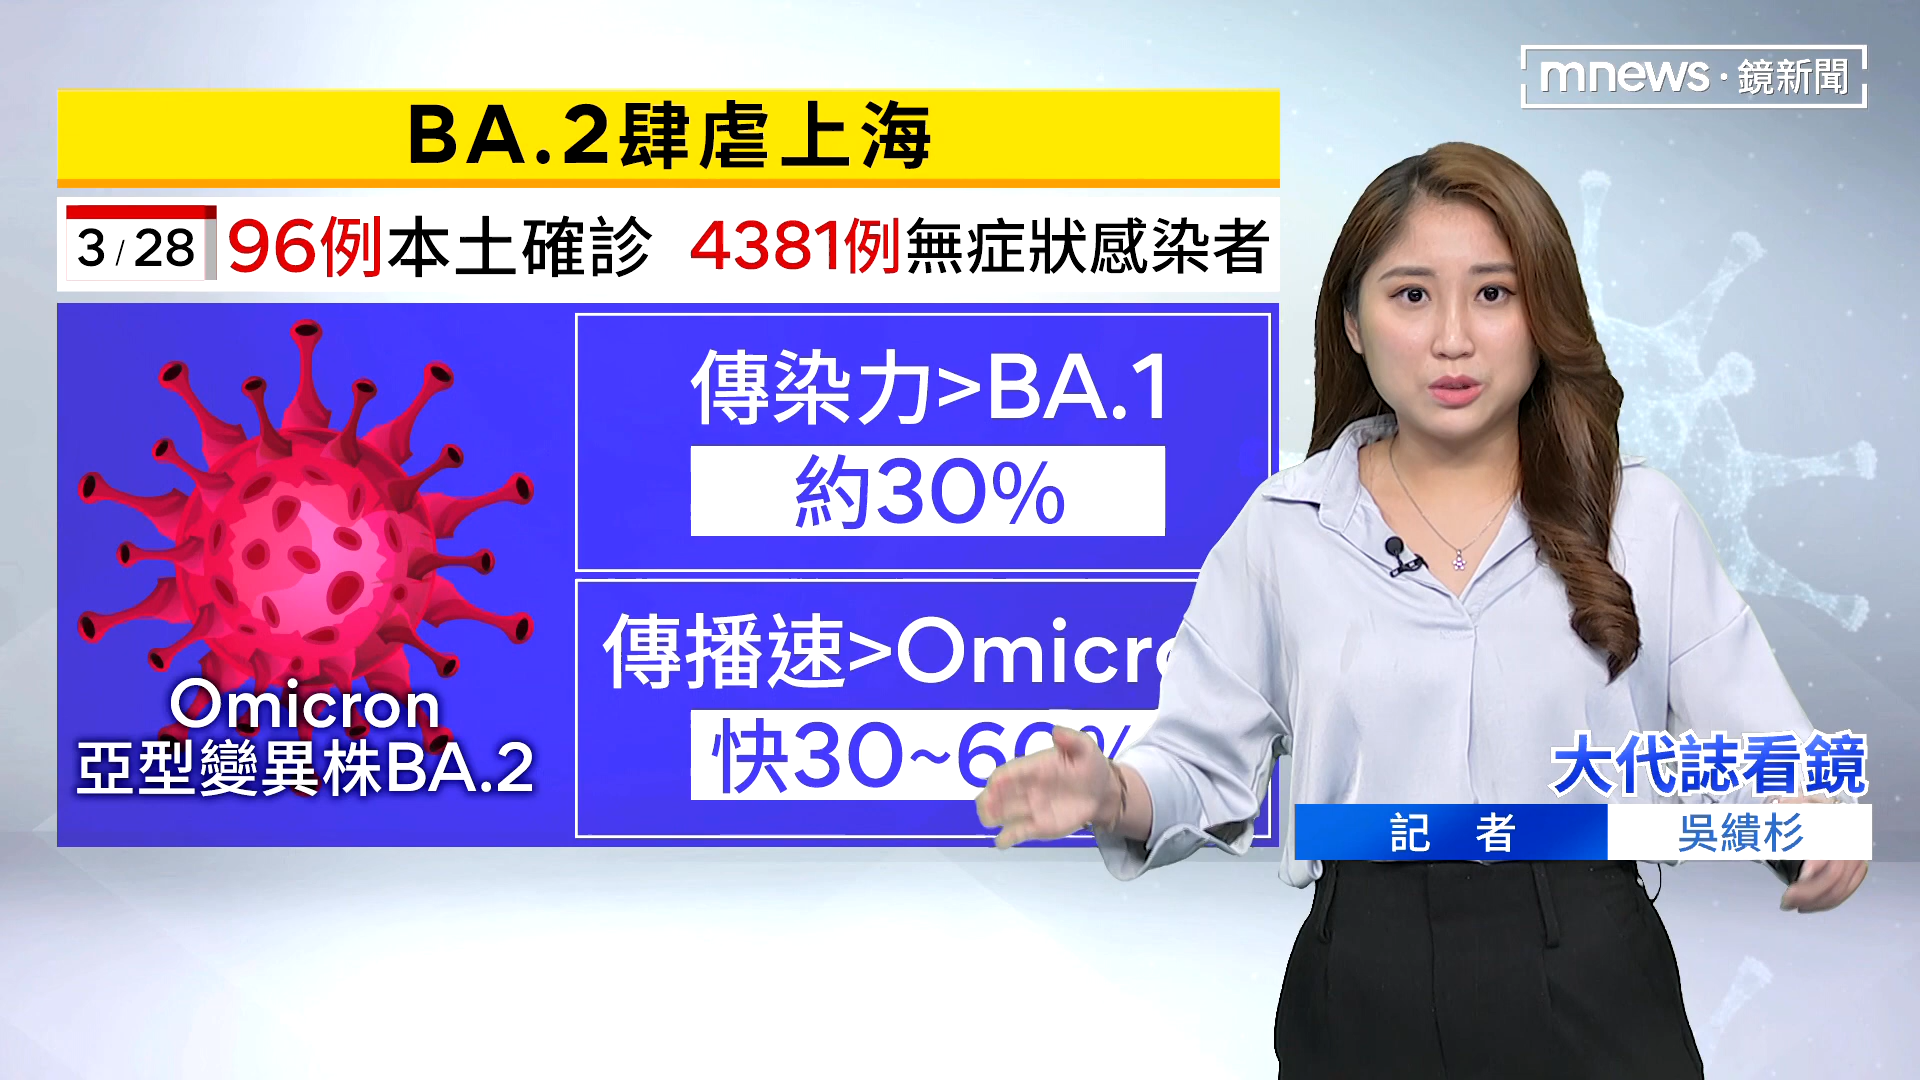 mnews·鏡新聞
BA.2肆虐上海
3/28 96例本土確診 4381例無症狀感染者
傳染力>BA.1
約30%
傳播速>Omicro
快30~60%
Omicron
亞型變異株BA.2
大代誌看鏡
記者 吳繢杉